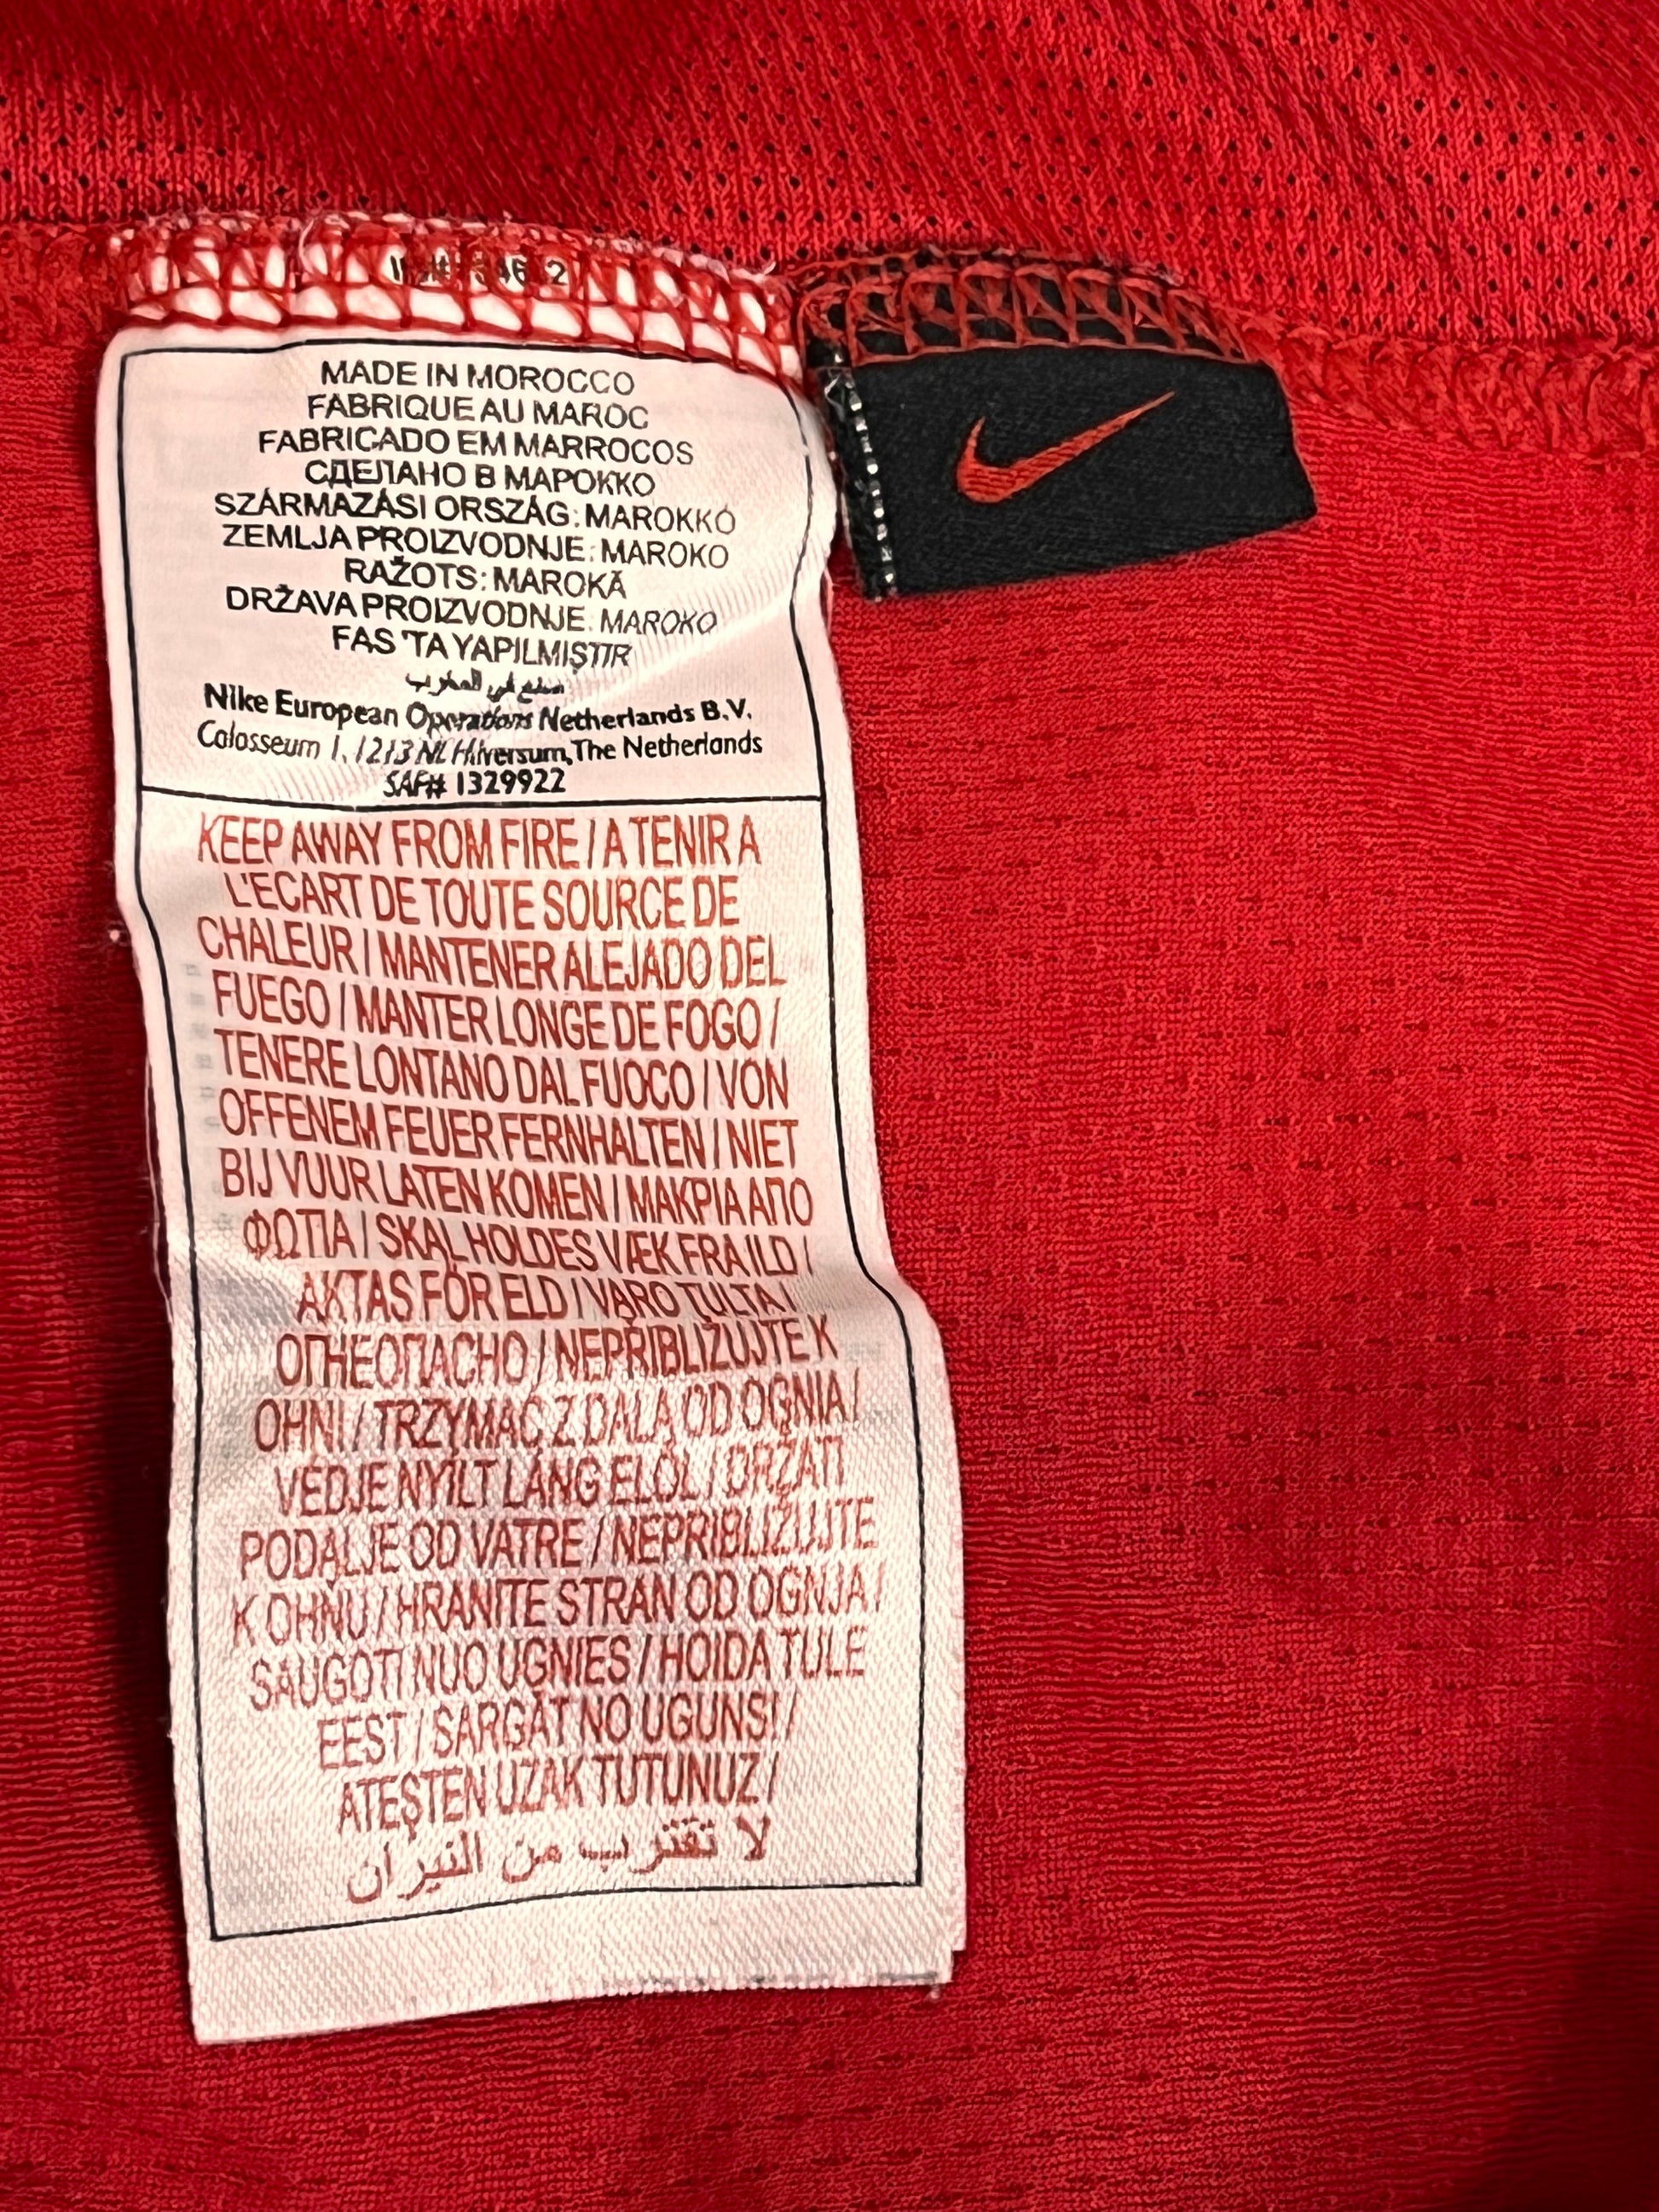 MADE IN MOROCCO
FABRIQUE AU MAROC
FABRICADO EM MARROCOS
СДЕЛАНО В МАРОККО
SZÁRMAZÁSI ORSZÁG: MAROKKÓ
ZEMLJA PROIZVODNJE: MAROKO
RAŽOTS: MAROKĀ
DRŽAVA PROIZVODNJE: MAROKO
FAS 'TA YAPILMIŞTIR
صنع في المغرب
Nike European Operations Netherlands B.V.
Colosseum 1, 1213 NL Hilversum, The Netherlands
SAP# 1329922
KEEP AWAY FROM FIRE / A TENIR A
L'ECART DE TOUTE SOURCE DE
CHALEUR / MANTENER ALEJADO DEL
FUEGO / MANTER LONGE DE FOGO /
TENERE LONTANO DAL FUOCO / VON
OFFENEM FEUER FERNHALTEN / NIET
BIJ VUUR LATEN KOMEN / ΜΑΚΡΙΑ ΑΠΟ
ΦΩΤΙΑ / SKAL HOLDES VÆK FRA ILD /
AKTAS FÖR ELD / VARO TULTA /
ОГНЕОПАСНО / NEPŘIBLIŽUJTE K
OHNI / TRZYMAĆ Z DALA OD OGNIA /
VÉDJE NYÍLT LÁNG ELŐL / DRŽATI
PODALJE OD VATRE / NEPRIBLIŽUJTE
K OHŇU / HRANITE STRAN OD OGNJA /
SAUGOTI NUO UGNIES / HOIDA TULE
EEST / SARGĀT NO UGUNS! /
ATEŞTEN UZAK TUTUNUZ /
لا تقترب من النيران